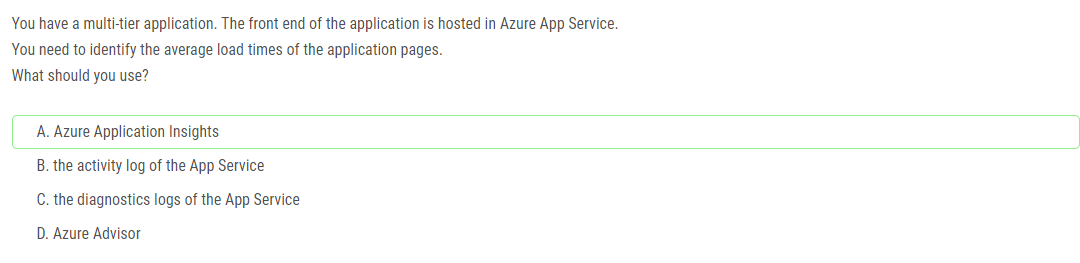 You have a multi-tier application. The front end of the application is hosted in Azure App Service.
You need to identify the average load times of the application pages.
What should you use?
A. Azure Application Insights
B. the activity log of the App Service
C. the diagnostics logs of the App Service
D. Azure Advisor